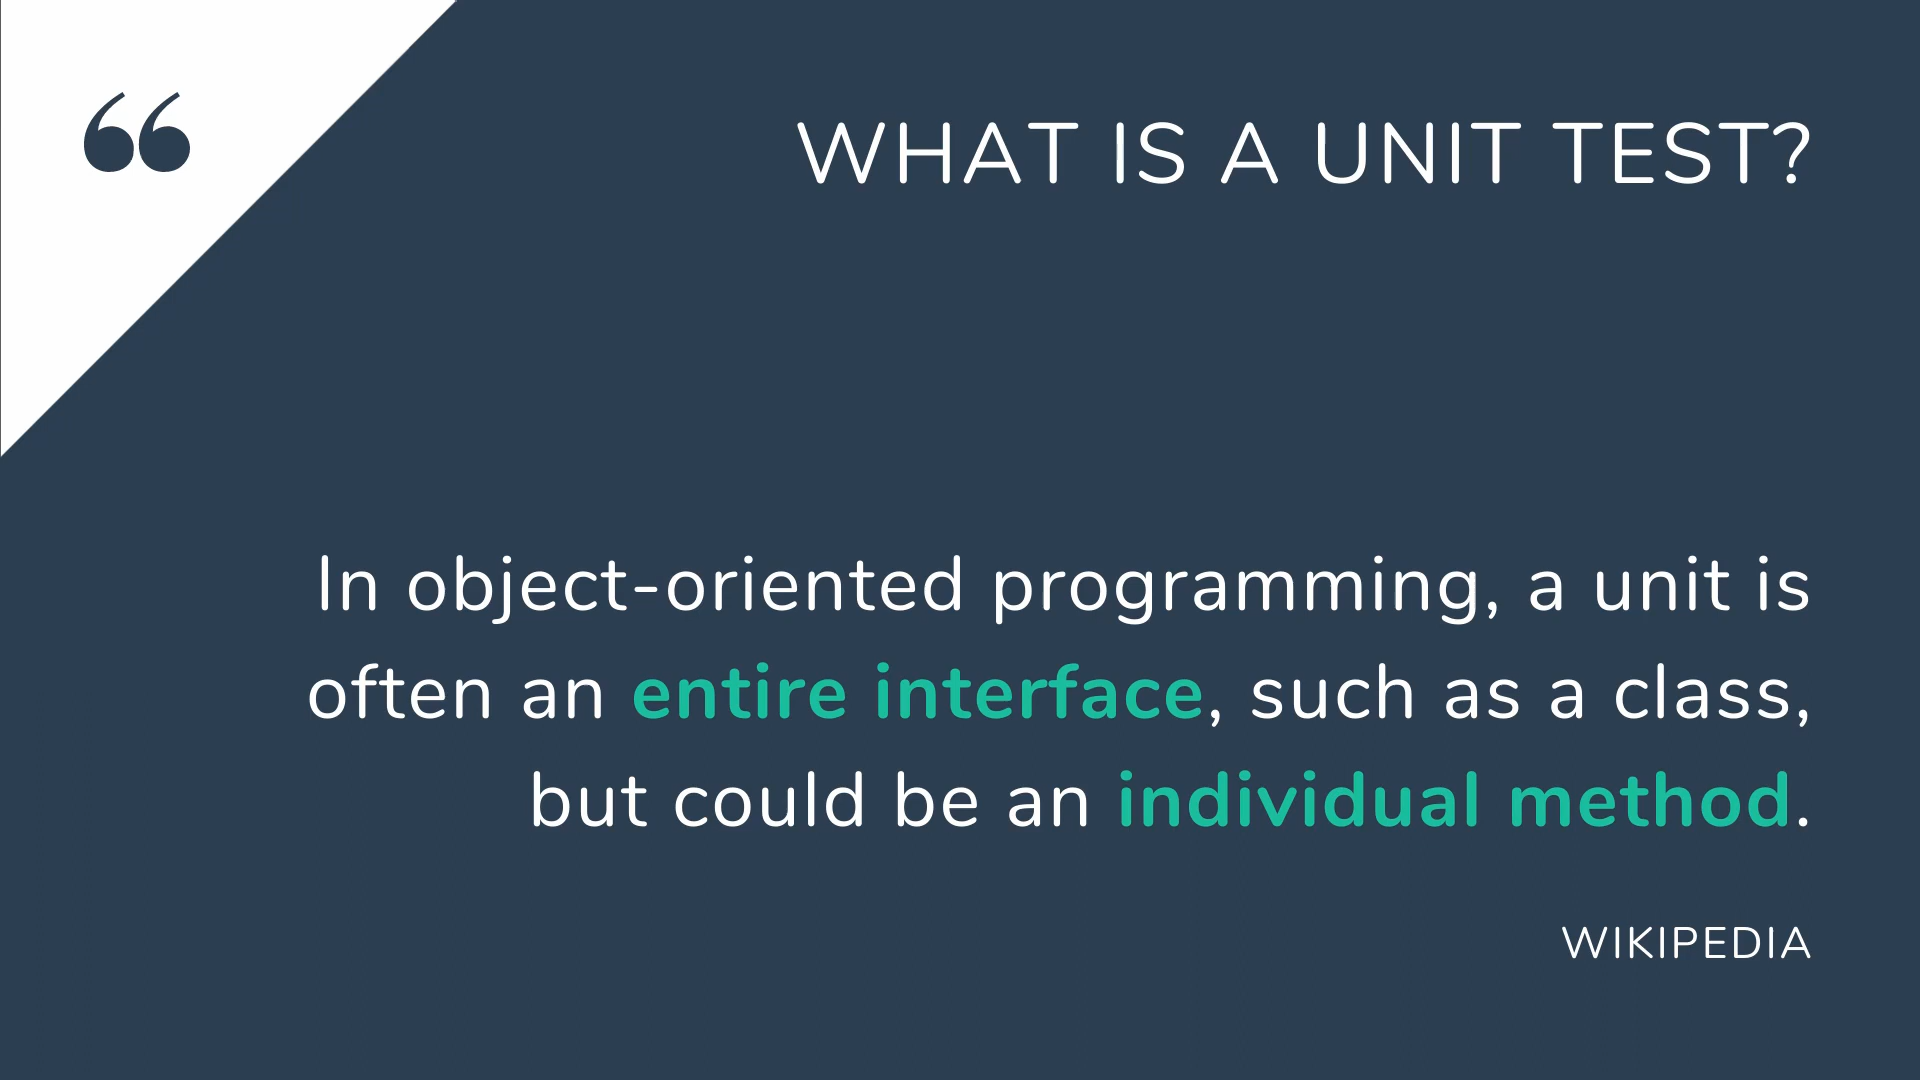 “
WHAT IS A UNIT TEST?
In object-oriented programming, a unit is
often an entire interface, such as a class,
but could be an individual method.
WIKIPEDIA